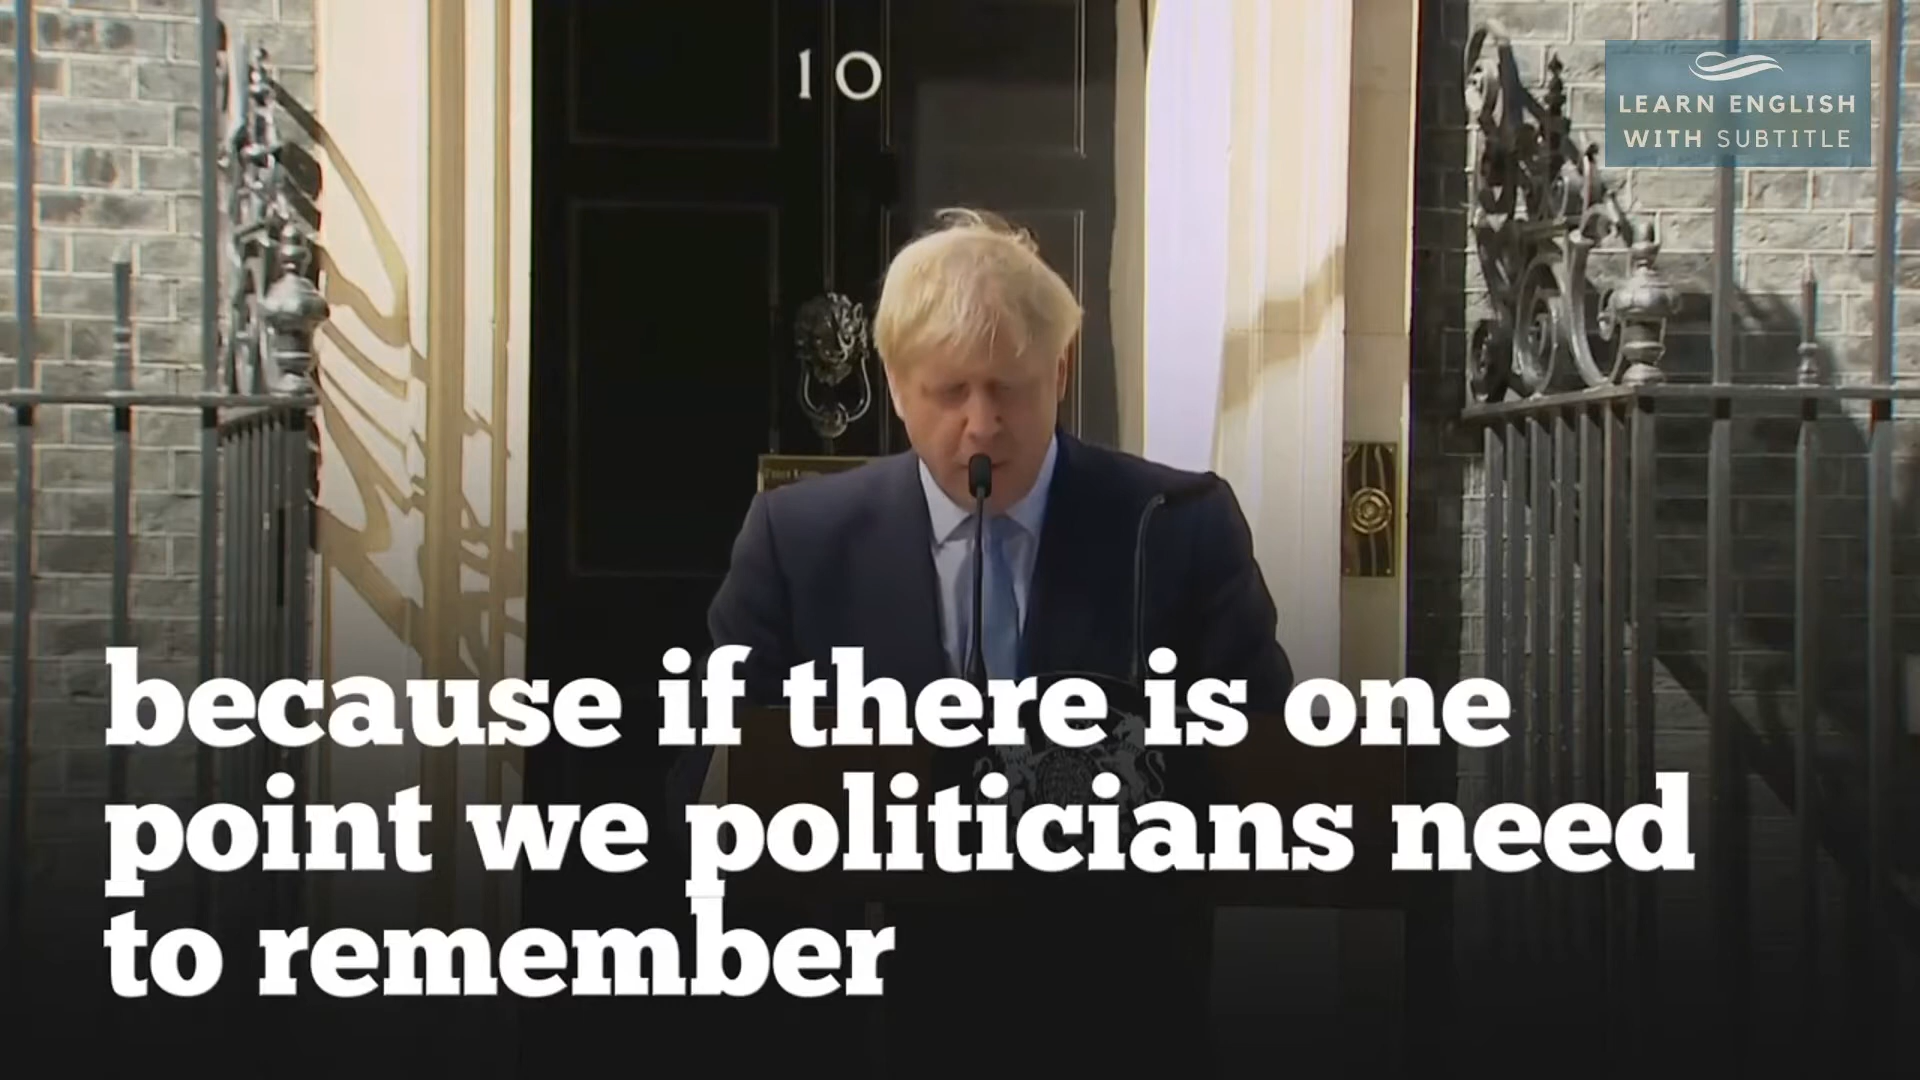 10
LEARN ENGLISH
WITH SUBTITLE
because if there is one
point we politicians need
to remember